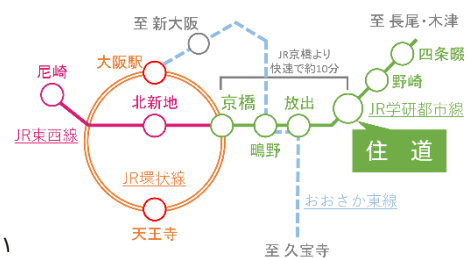 至 長尾・木津
至 新大阪
大阪駅
JR京橋より
快速で約10分
四条畷
尼崎
野崎
北新地
京橋
放出
JR学研都市線
JR東西線
鴫野
住 道
JR環状線
おおさか東線
天王寺
至 久宝寺